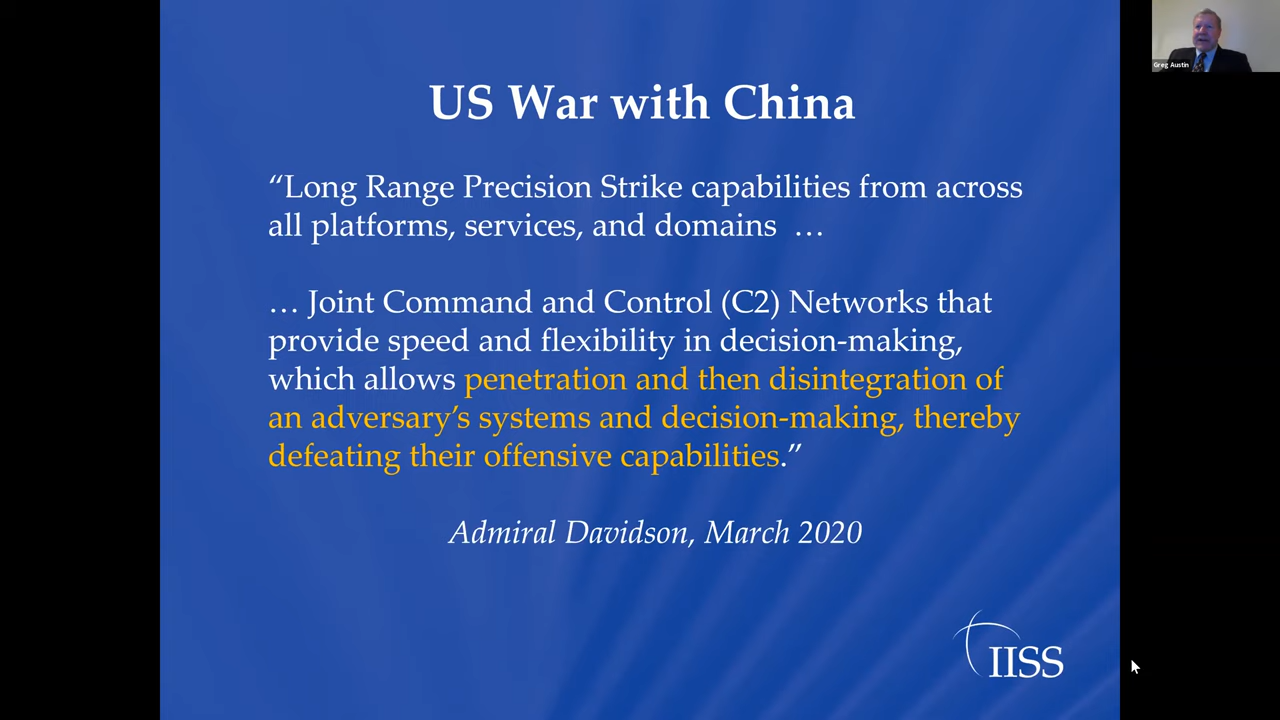 US War with China
“Long Range Precision Strike capabilities from across
all platforms, services, and domains  …
… Joint Command and Control (C2) Networks that
provide speed and flexibility in decision-making,
which allows penetration and then disintegration of
an adversary’s systems and decision-making, thereby
defeating their offensive capabilities.”
Admiral Davidson, March 2020
IISS
Greg Austin